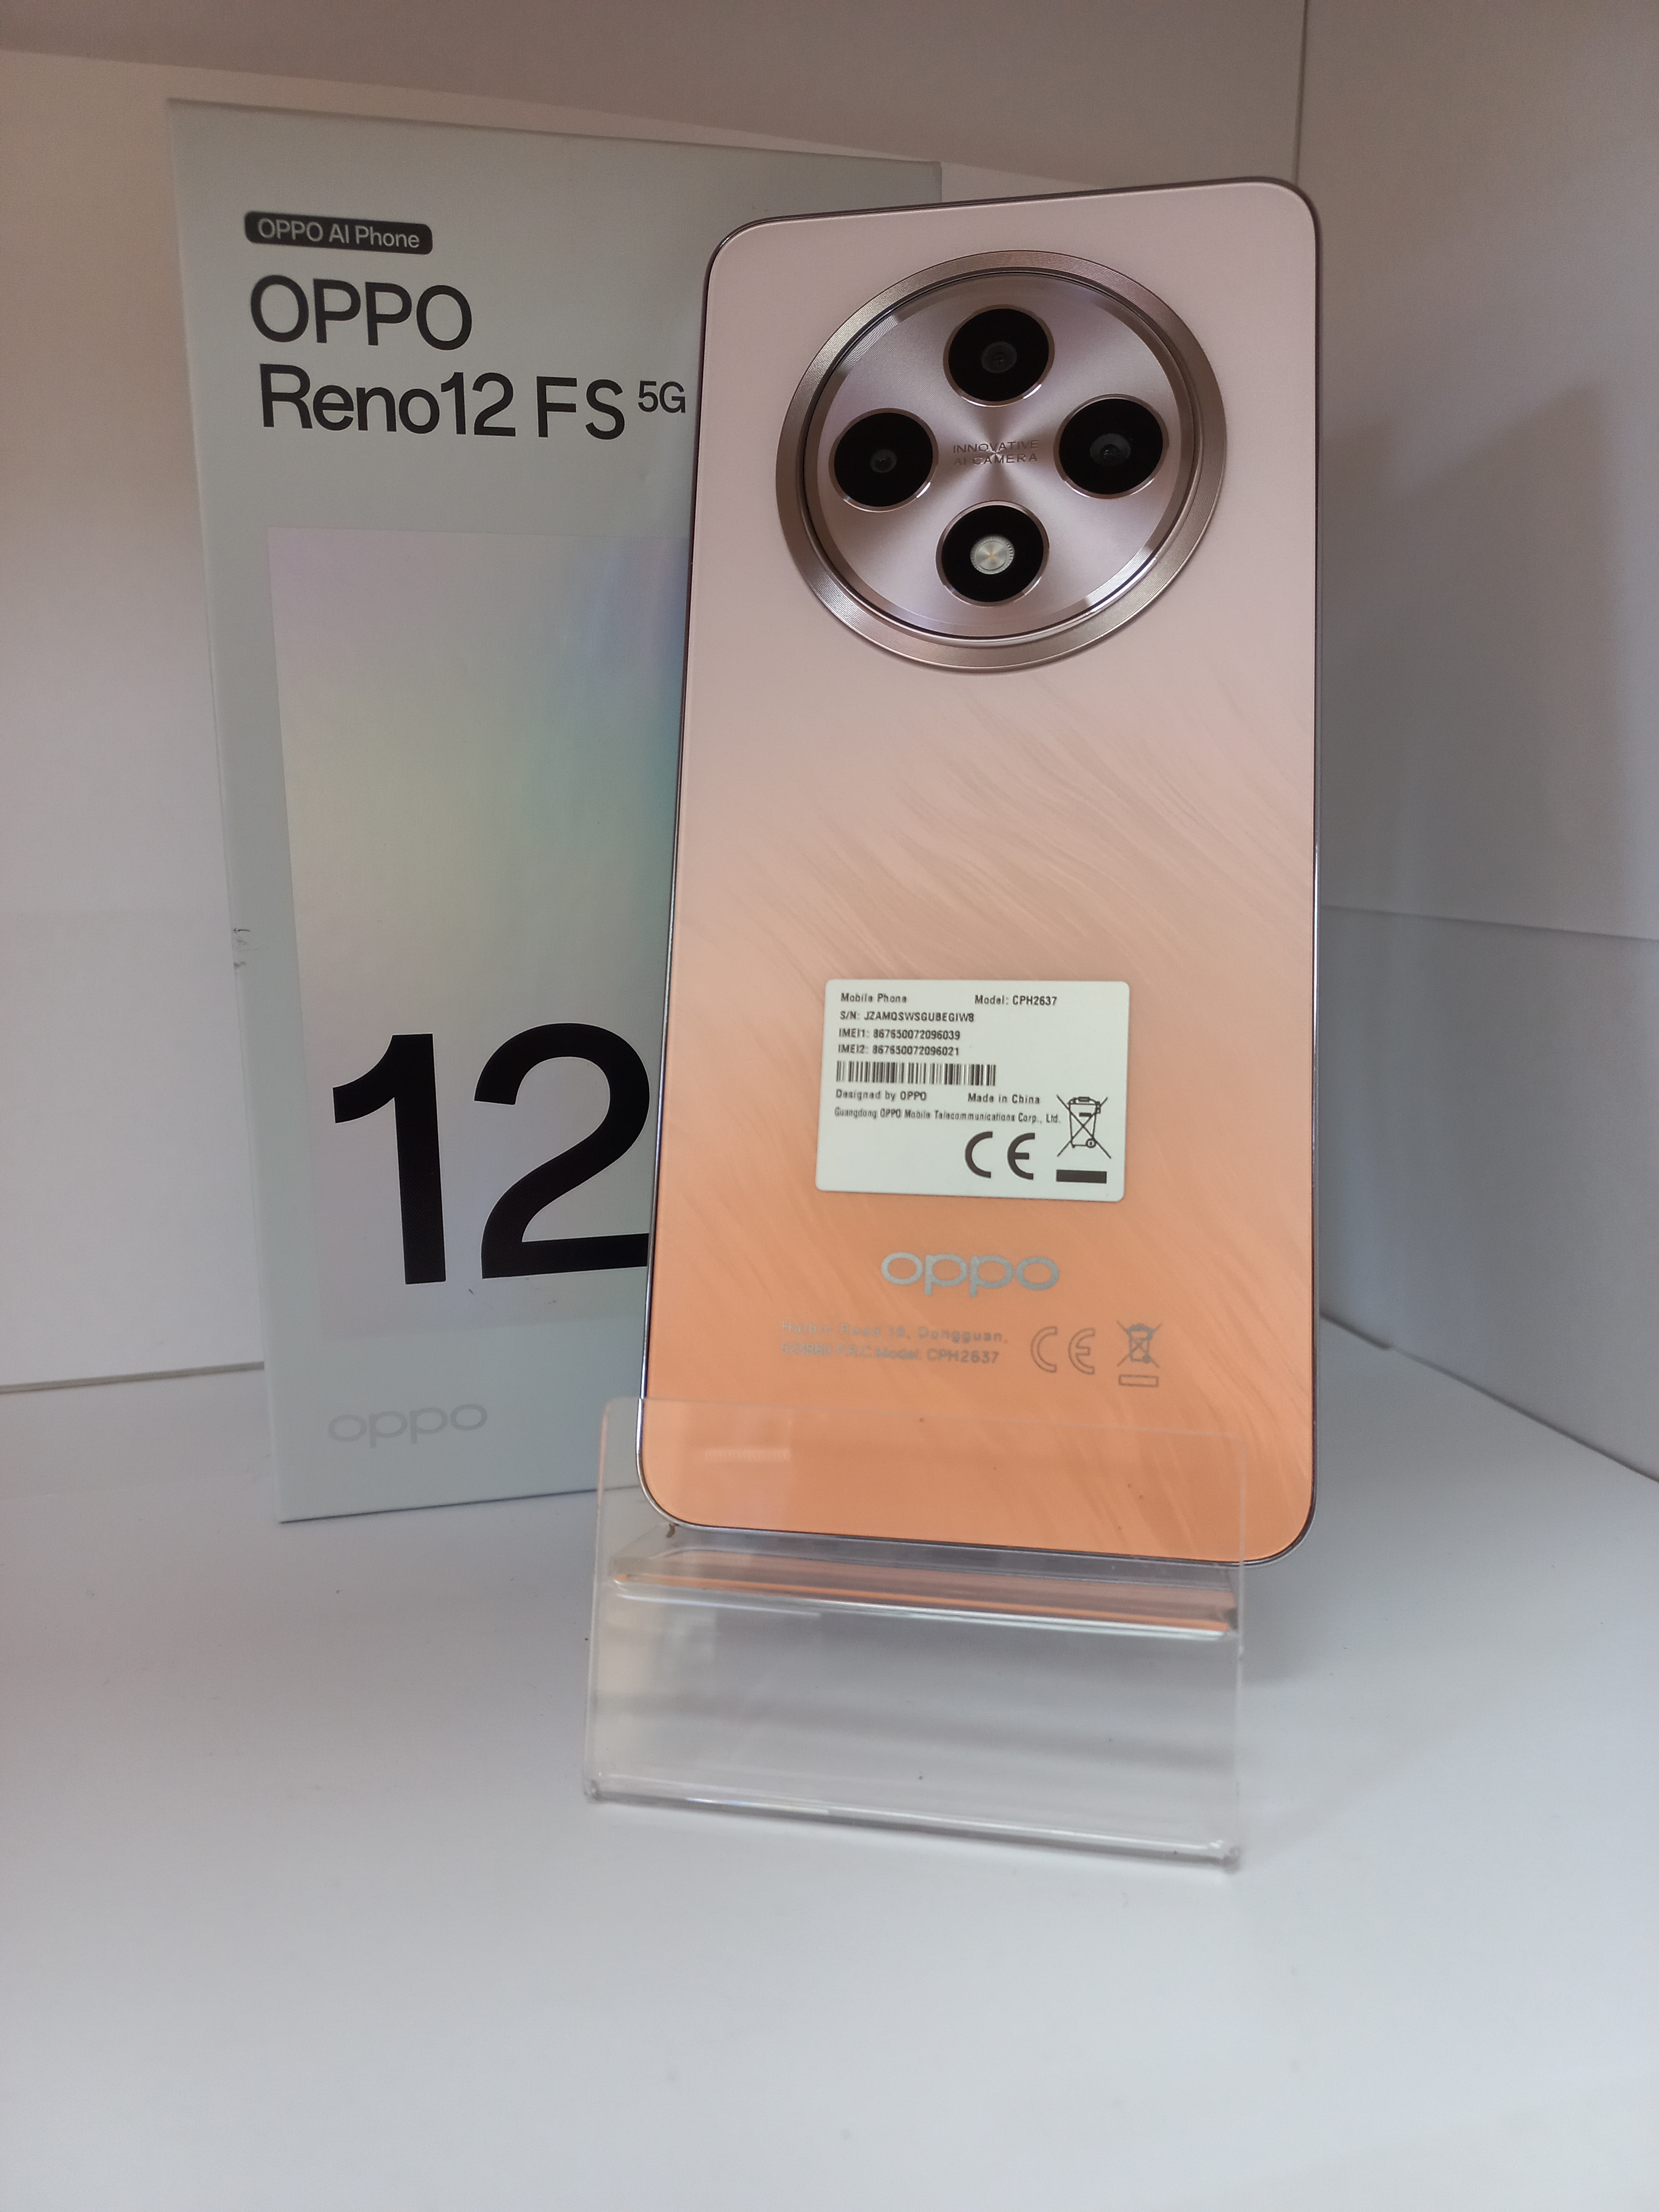 OPPO AI Phone
OPPO
Reno12 FS 5G
12
oppo
INNOVATIVE
AI CAMERA
Mobile Phone Model: CPH2637
S/N: JZAMQSWSGUBEGIW8
IMEI1: 867650072096039
IMEI2: 867650072096021
Designed by OPPO Made in China
Guangdong OPPO Mobile Telecommunications Corp., Ltd.
CE
oppo
Road 18, Dongguan,
Model: CPH2637
CE